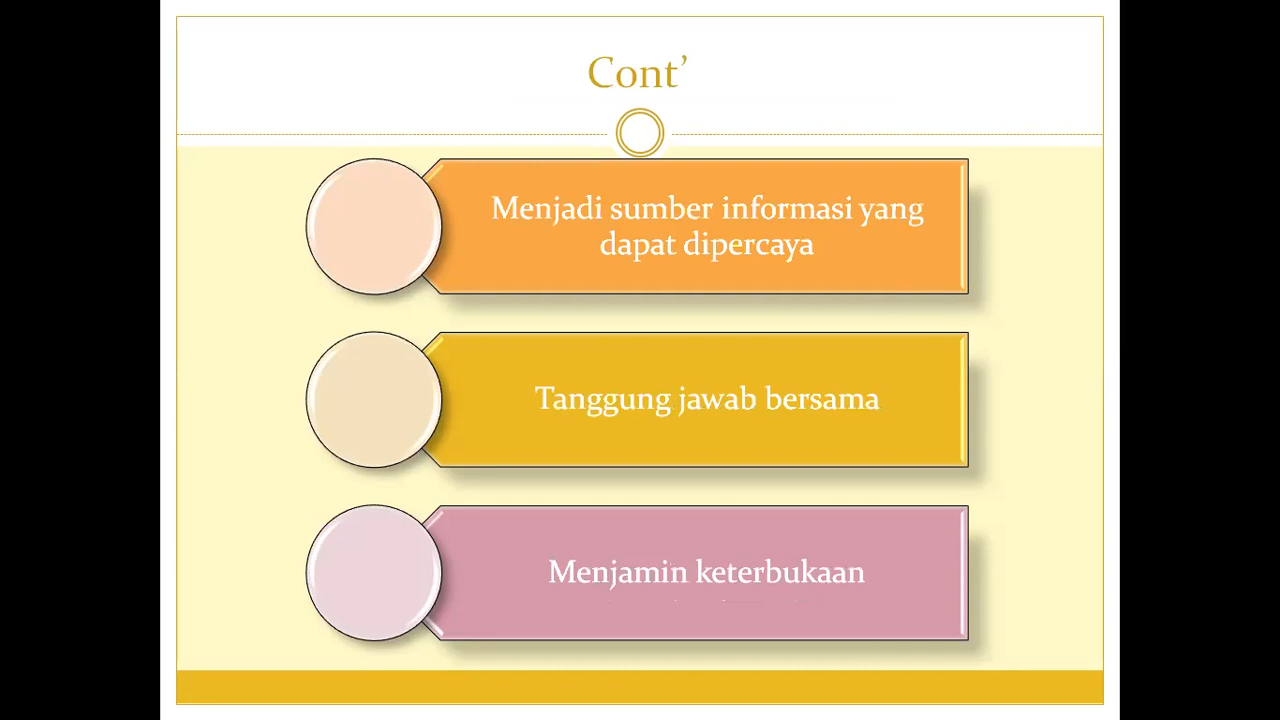 Cont’
Menjadi sumber informasi yang
dapat dipercaya
Tanggung jawab bersama
Menjamin keterbukaan